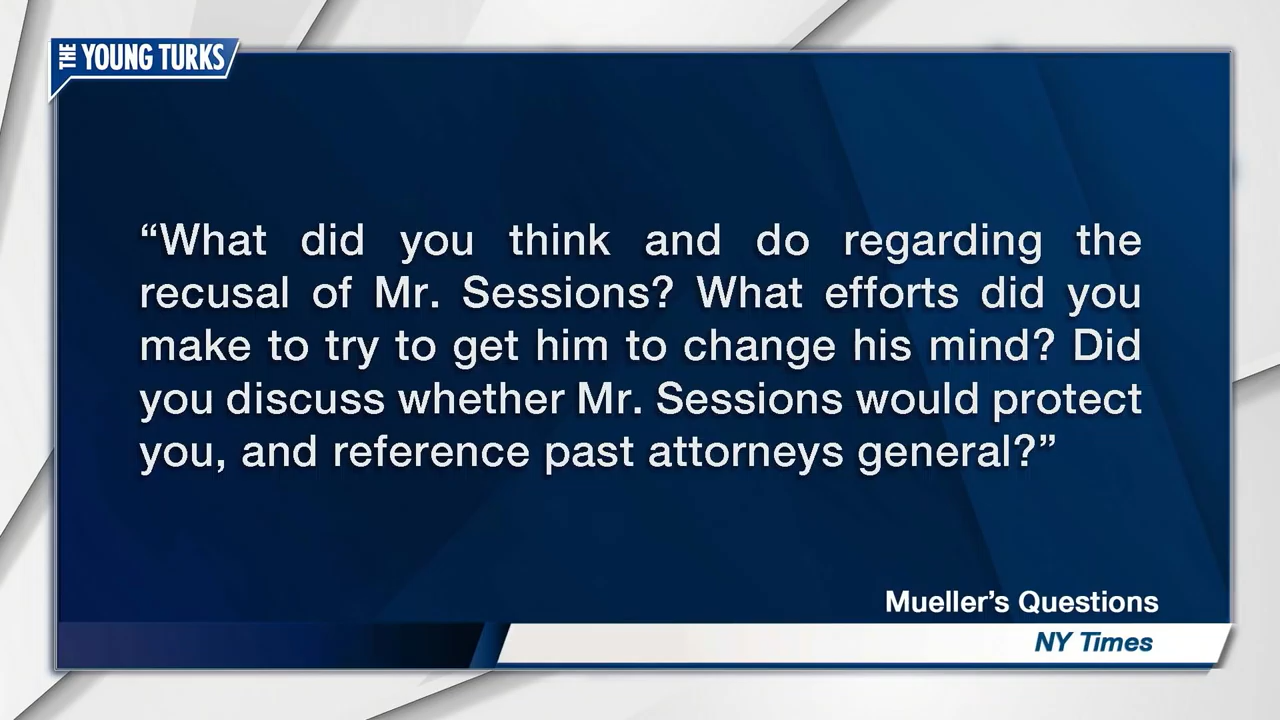 THE YOUNG TURKS
“What did you think and do regarding the
recusal of Mr. Sessions? What efforts did you
make to try to get him to change his mind? Did
you discuss whether Mr. Sessions would protect
you, and reference past attorneys general?”
Mueller’s Questions
NY Times